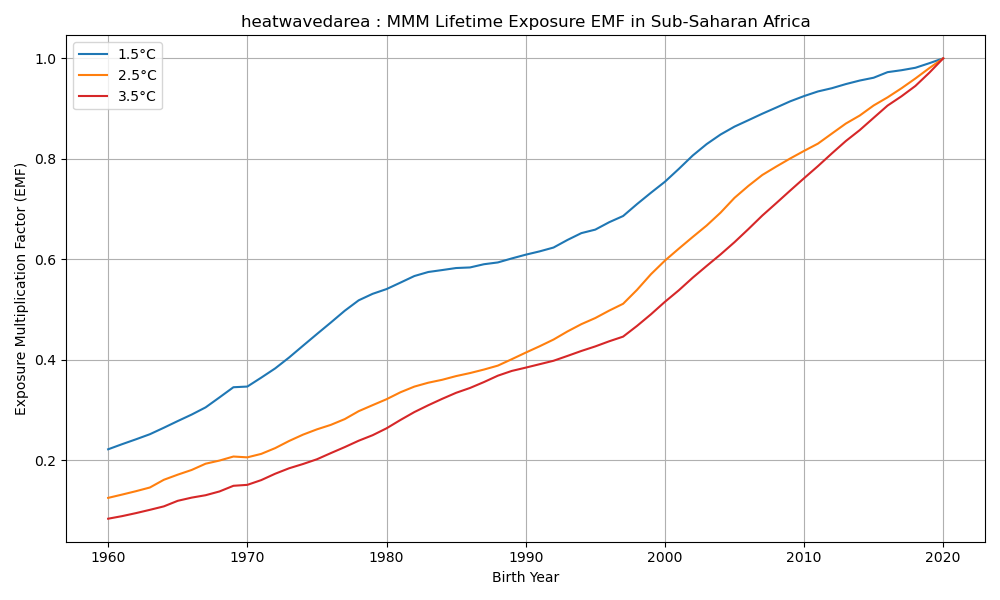 heatwavedarea : MMM Lifetime Exposure EMF in Sub-Saharan Africa
1.5°C
2.5°C
3.5°C
Exposure Multiplication Factor (EMF)
1.0
0.8
0.6
0.4
0.2
1960 1970 1980 1990 2000 2010 2020
Birth Year